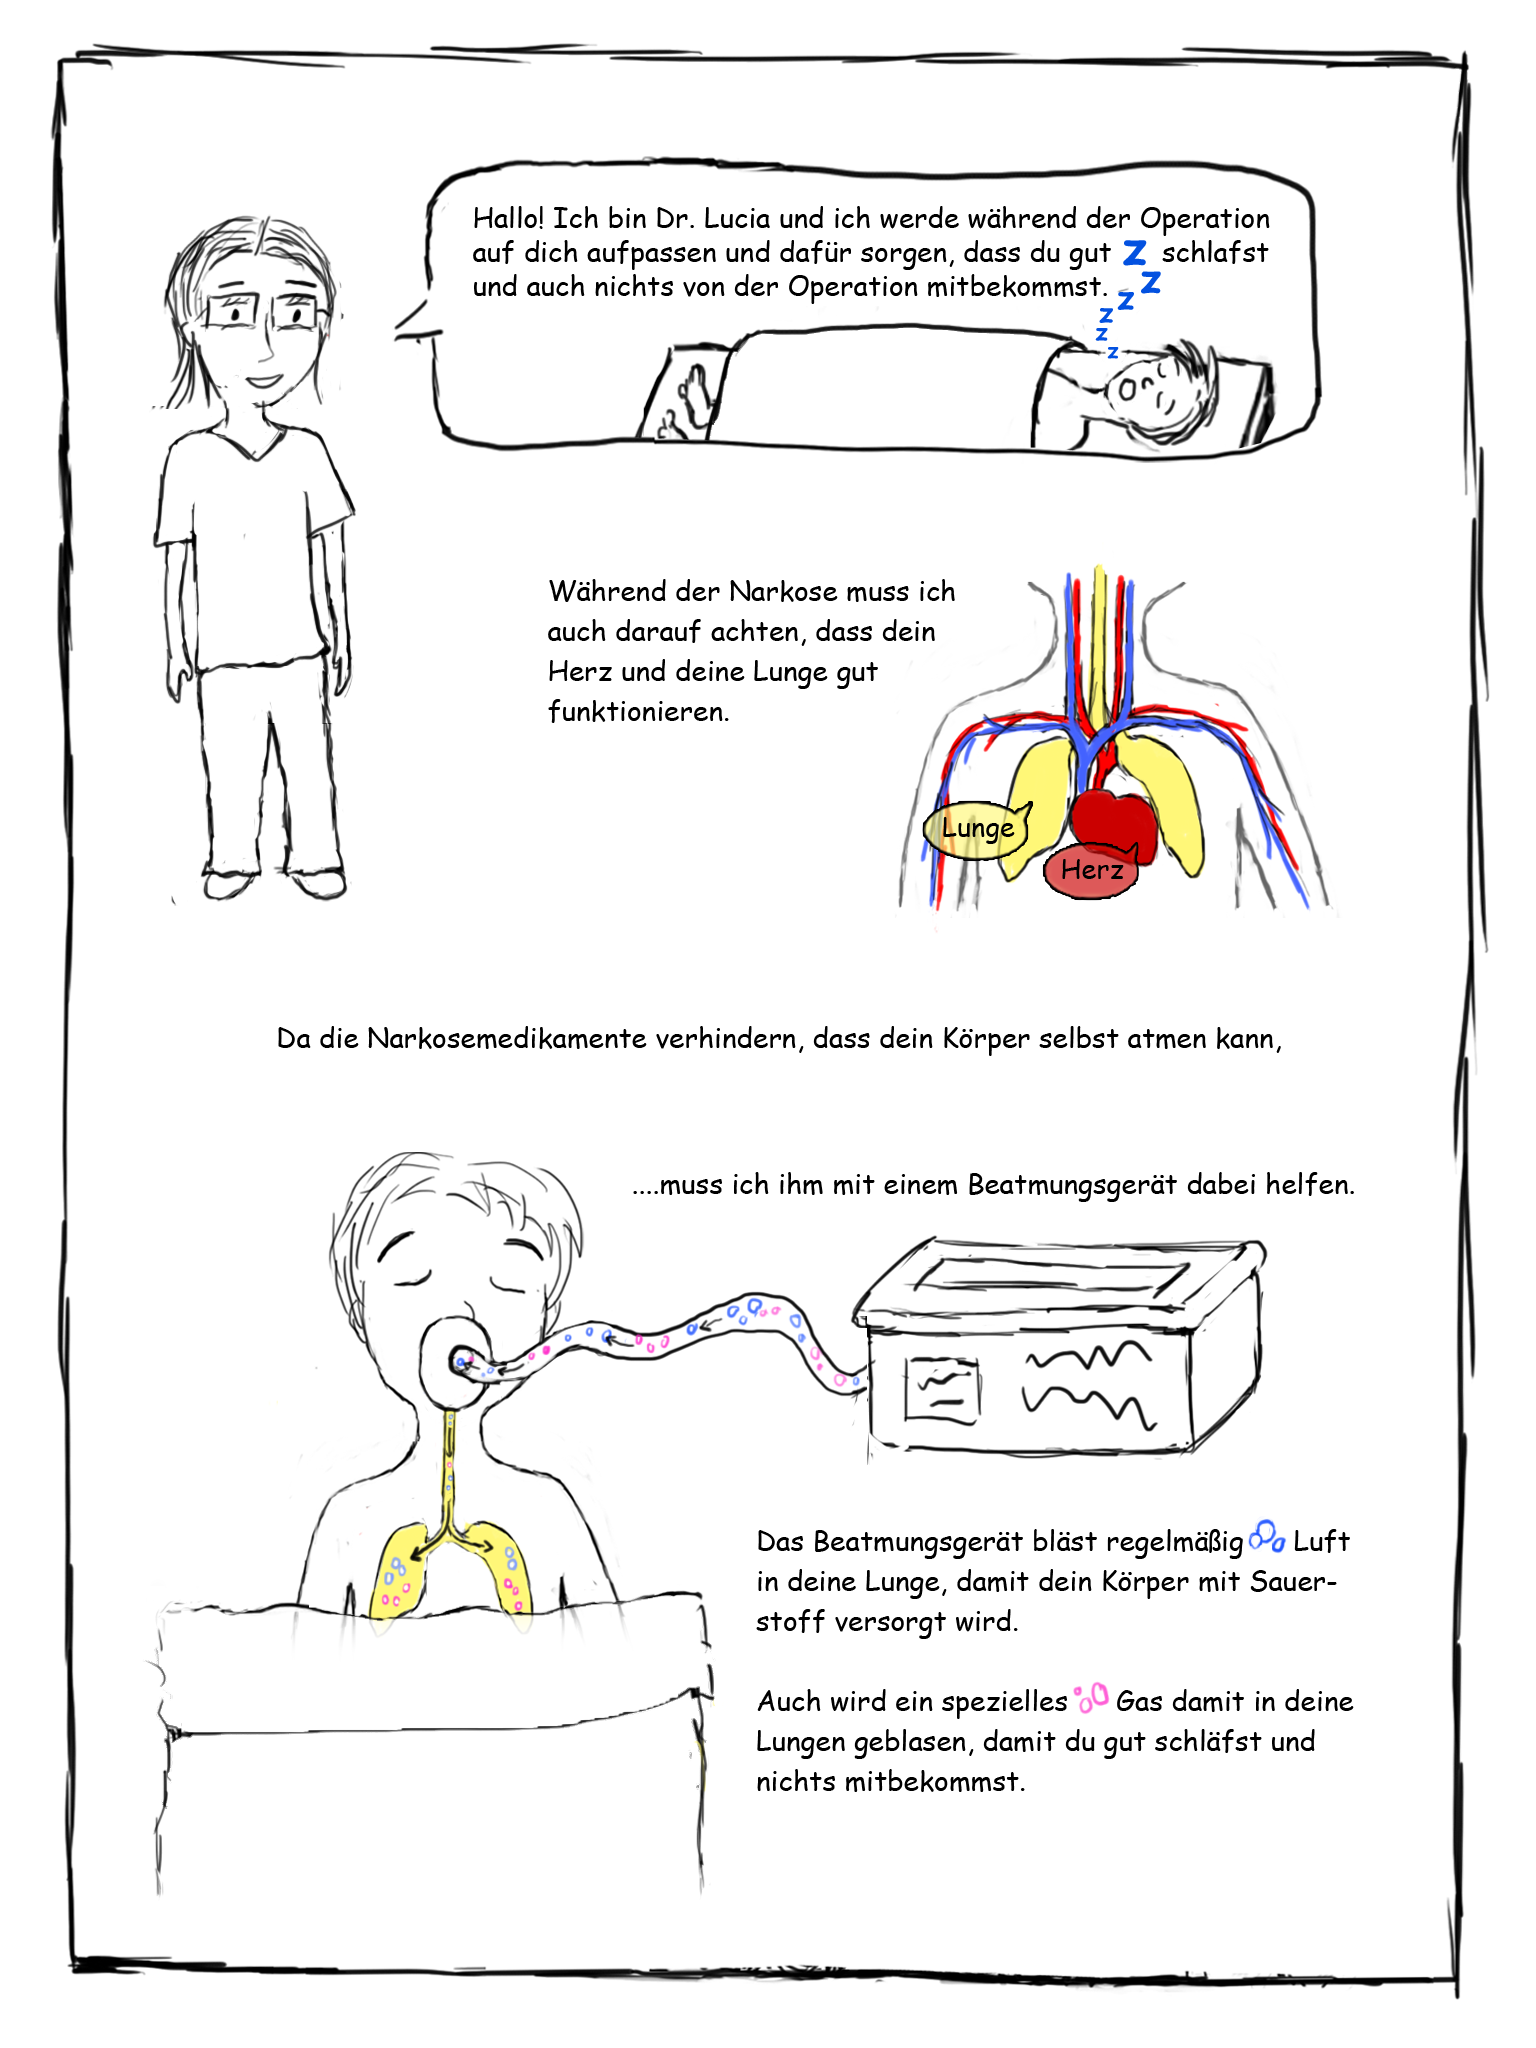 Hallo! Ich bin Dr. Lucia und ich werde während der Operation
auf dich aufpassen und dafür sorgen, dass du gut z schlafst
und auch nichts von der Operation mitbekommst. z z
z
z
z
Während der Narkose muss ich
auch darauf achten, dass dein
Herz und deine Lunge gut
funktionieren.
Lunge
Herz
Da die Narkosemedikamente verhindern, dass dein Körper selbst atmen kann,
....muss ich ihm mit einem Beatmungsgerät dabei helfen.
Das Beatmungsgerät bläst regelmäßig Luft
in deine Lunge, damit dein Körper mit Sauer-
stoff versorgt wird.
Auch wird ein spezielles Gas damit in deine
Lungen geblasen, damit du gut schläfst und
nichts mitbekommst.